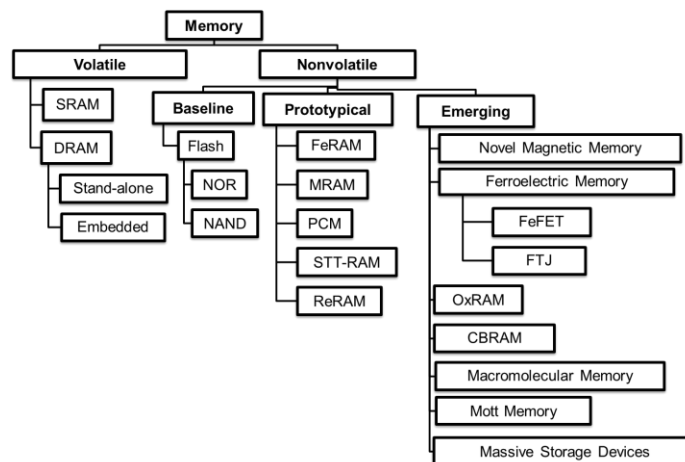 Memory
Volatile
Nonvolatile
SRAM
DRAM
Stand-alone
Embedded
Baseline
Flash
NOR
NAND
Prototypical
FeRAM
MRAM
PCM
STT-RAM
ReRAM
Emerging
Novel Magnetic Memory
Ferroelectric Memory
FeFET
FTJ
OxRAM
CBRAM
Macromolecular Memory
Mott Memory
Massive Storage Devices